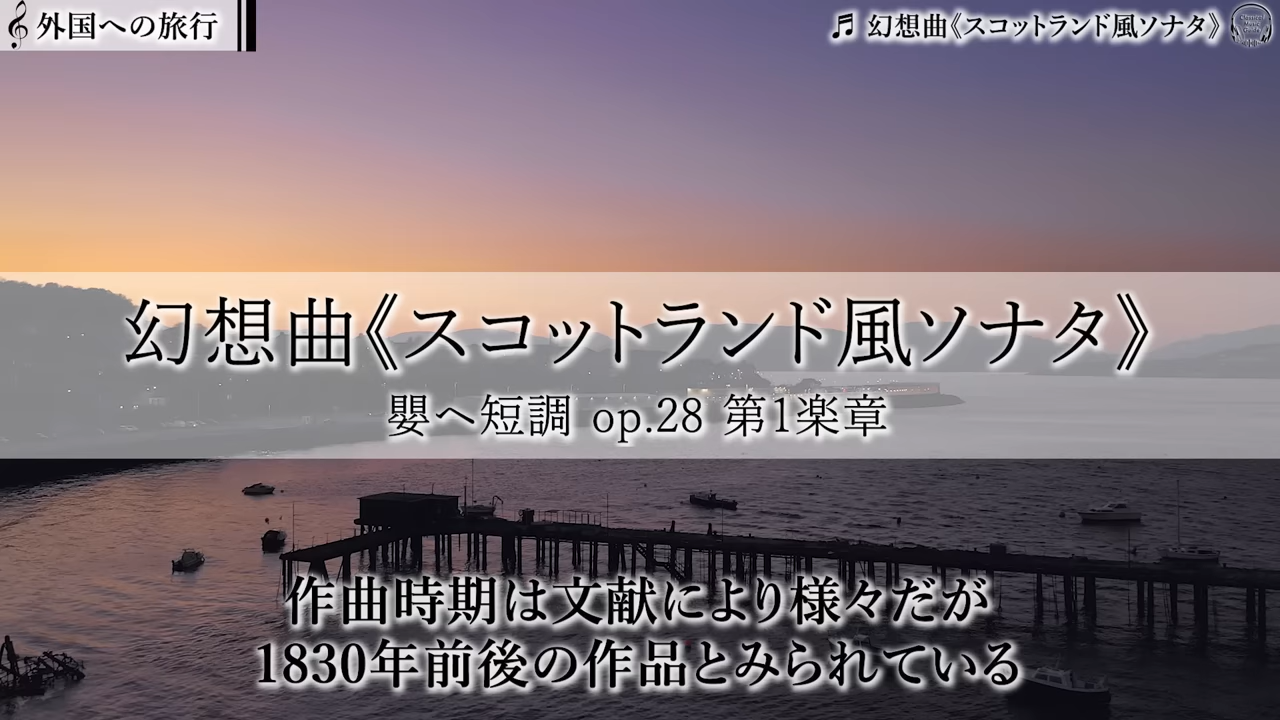 外国への旅行
幻想曲《スコットランド風ソナタ》
幻想曲《スコットランド風ソナタ》
嬰へ短調 op.28 第1楽章
作曲時期は文献により様々だが
1830年前後の作品とみられている